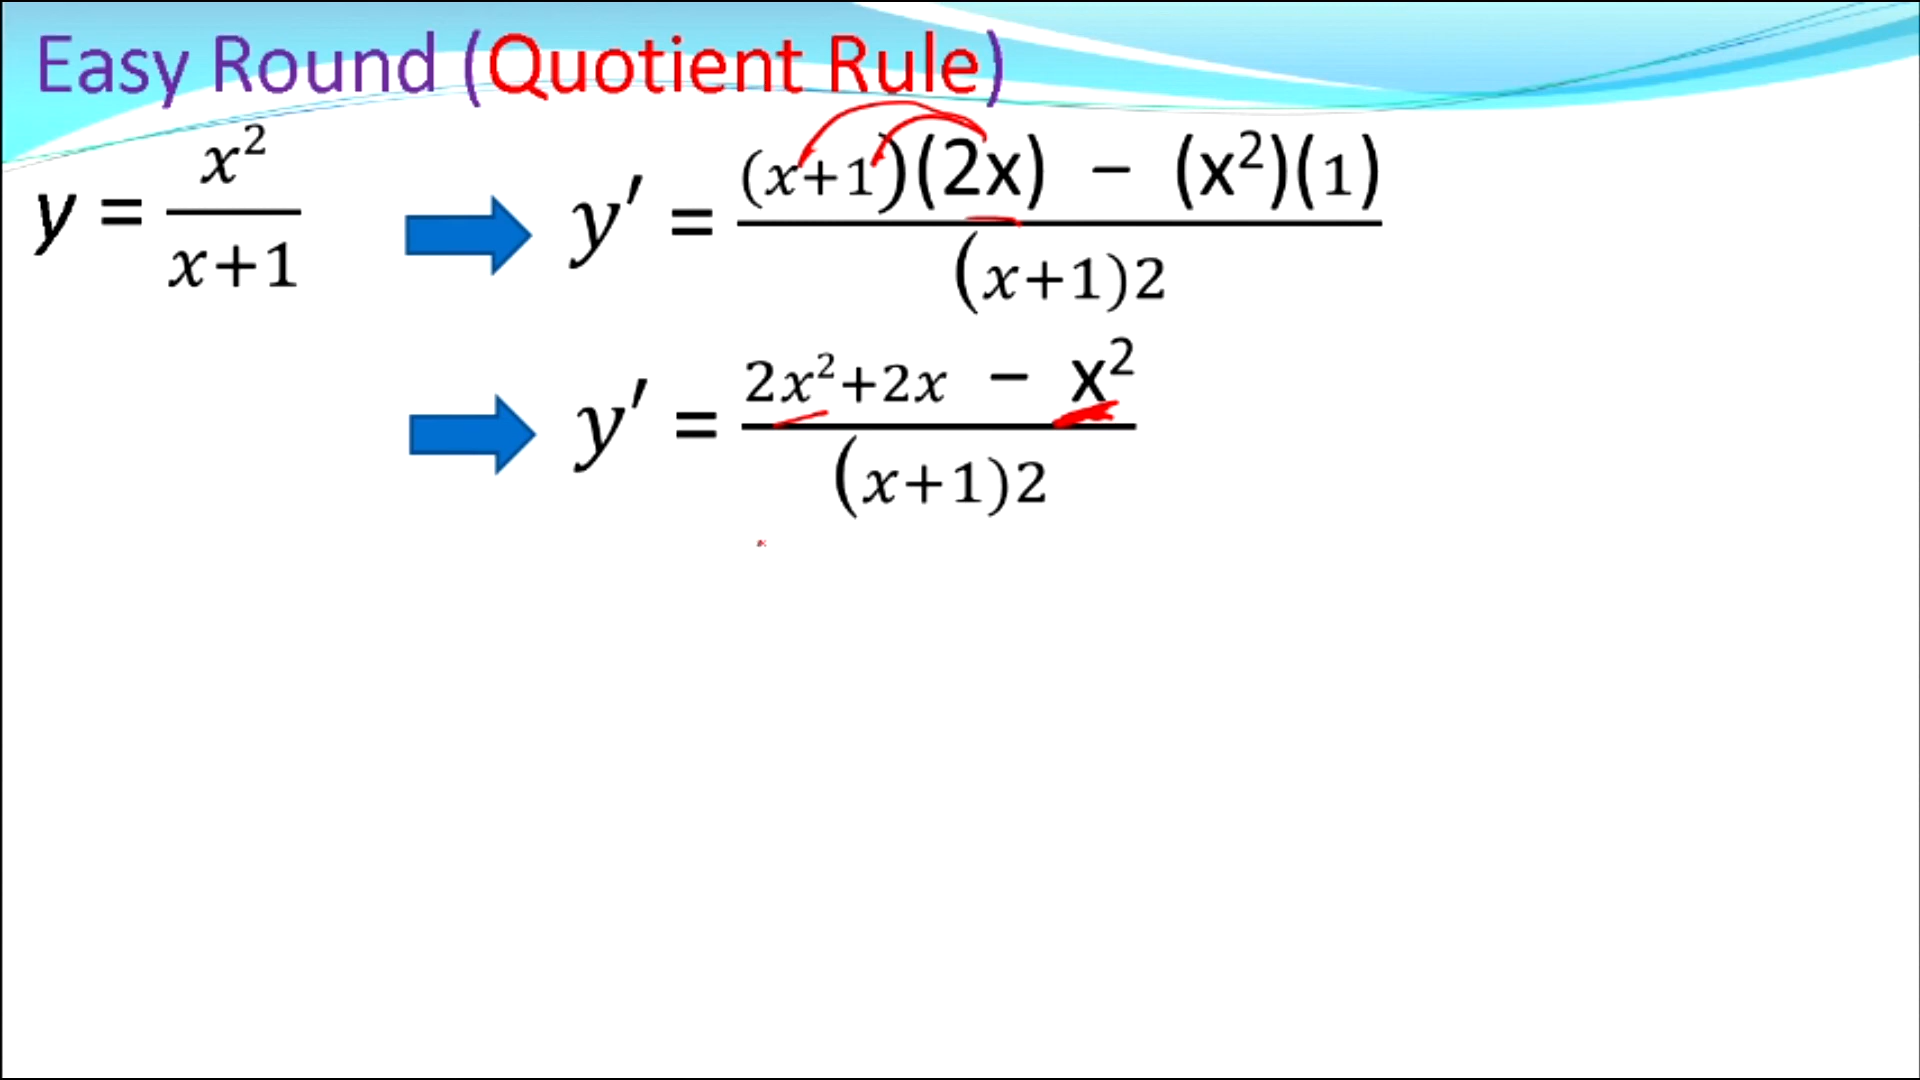 Easy Round (Quotient Rule)
y = x²/x+1
y′ = (x+1)(2x) − (x²)(1)/(x+1)2
y′ = 2x²+2x − x²/(x+1)2